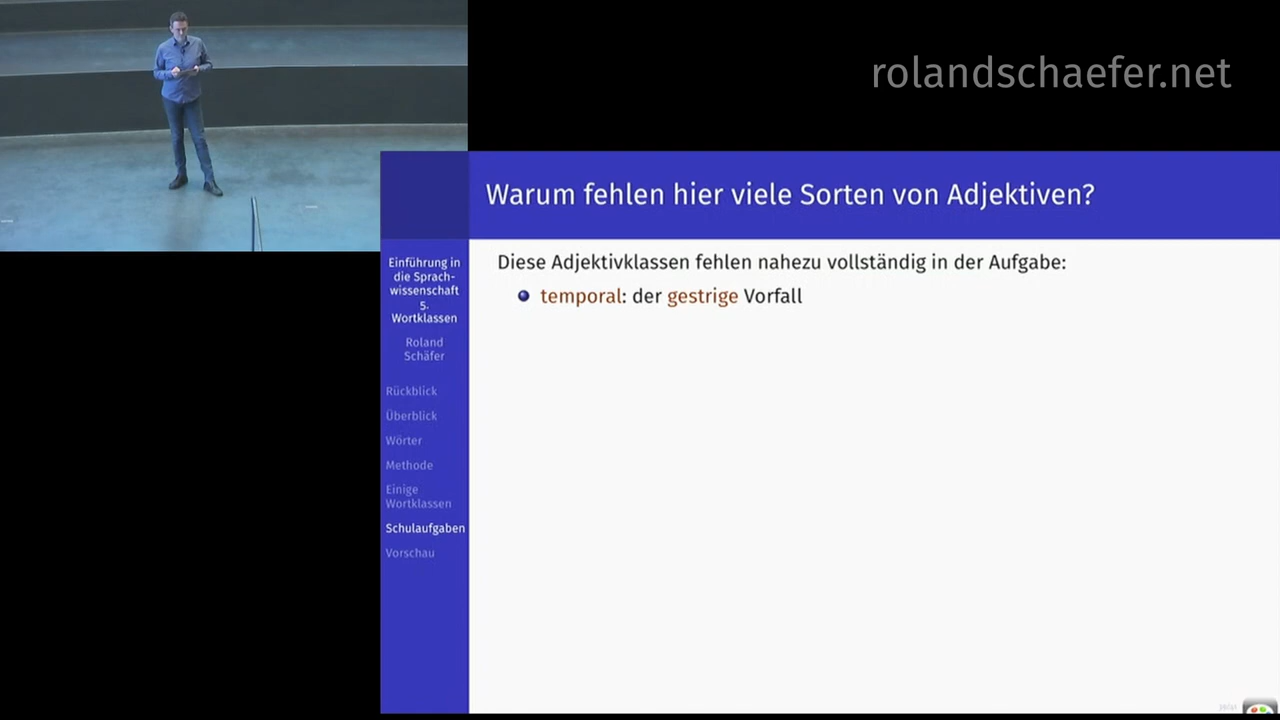 rolandschaefer.net
Warum fehlen hier viele Sorten von Adjektiven?
Einführung in
die Sprach-
wissenschaft
5.
Wortklassen
Roland
Schäfer
Rückblick
Überblick
Wörter
Methode
Einige
Wortklassen
Schulaufgaben
Vorschau
Diese Adjektivklassen fehlen nahezu vollständig in der Aufgabe:
temporal: der gestrige Vorfall